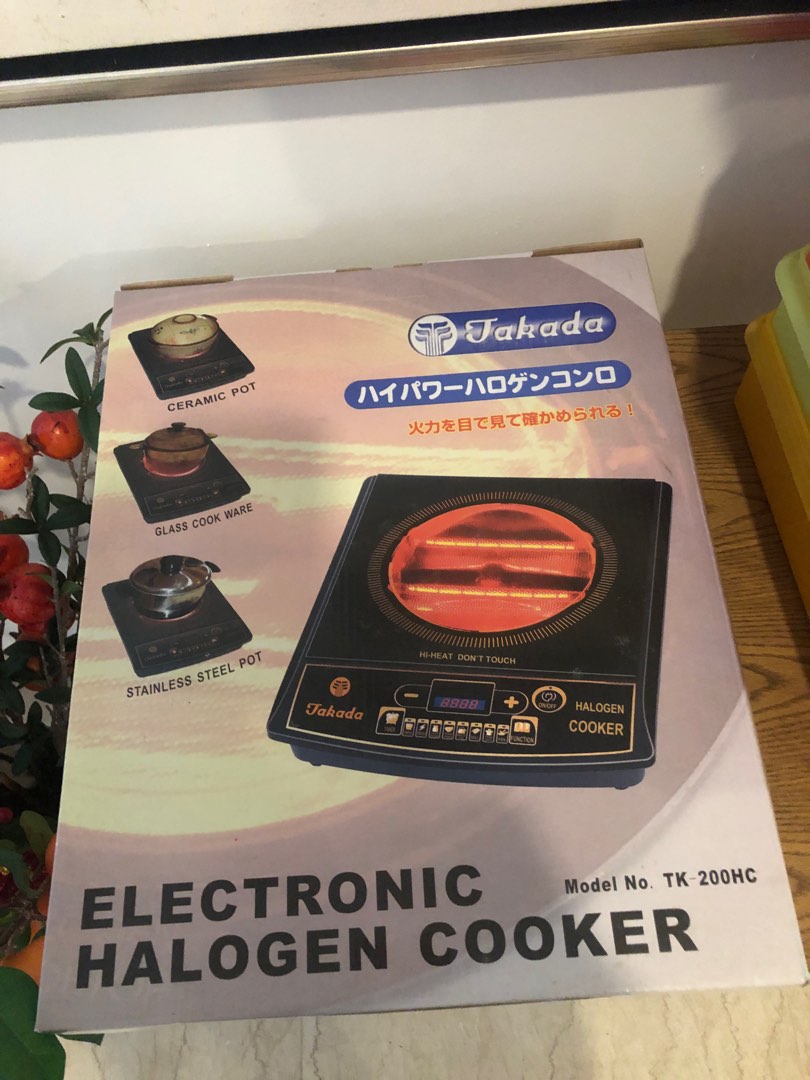 Takada
ハイパワーハロゲンコンロ
火力を目で見て確かめられる！
CERAMIC POT
GLASS COOK WARE
STAINLESS STEEL POT
HI-HEAT DON'T TOUCH
Takada
8888
ON/OFF
FUNCTION
HALOGEN
COOKER
Model No. TK-200HC
ELECTRONIC
HALOGEN COOKER